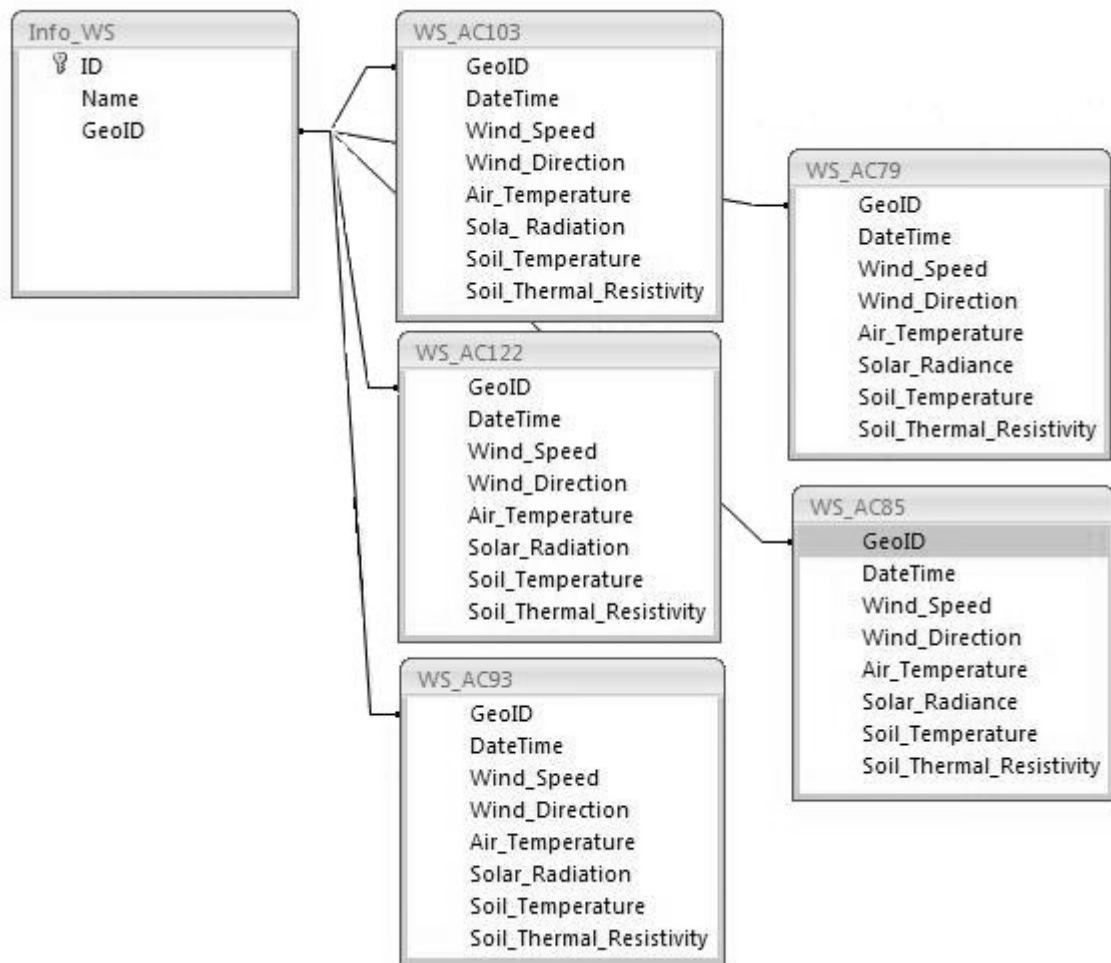 Info_WS
ID
Name
GeoID
WS_AC103
GeoID
DateTime
Wind_Speed
Wind_Direction
Air_Temperature
Sola_ Radiation
Soil_Temperature
Soil_Thermal_Resistivity
WS_AC79
GeoID
DateTime
Wind_Speed
Wind_Direction
Air_Temperature
Solar_Radiance
Soil_Temperature
Soil_Thermal_Resistivity
WS_AC122
GeoID
DateTime
Wind_Speed
Wind_Direction
Air_Temperature
Solar_Radiation
Soil_Temperature
Soil_Thermal_Resistivity
WS_AC85
GeoID
DateTime
Wind_Speed
Wind_Direction
Air_Temperature
Solar_Radiance
Soil_Temperature
Soil_Thermal_Resistivity
WS_AC93
GeoID
DateTime
Wind_Speed
Wind_Direction
Air_Temperature
Solar_Radiation
Soil_Temperature
Soil_Thermal_Resistivity